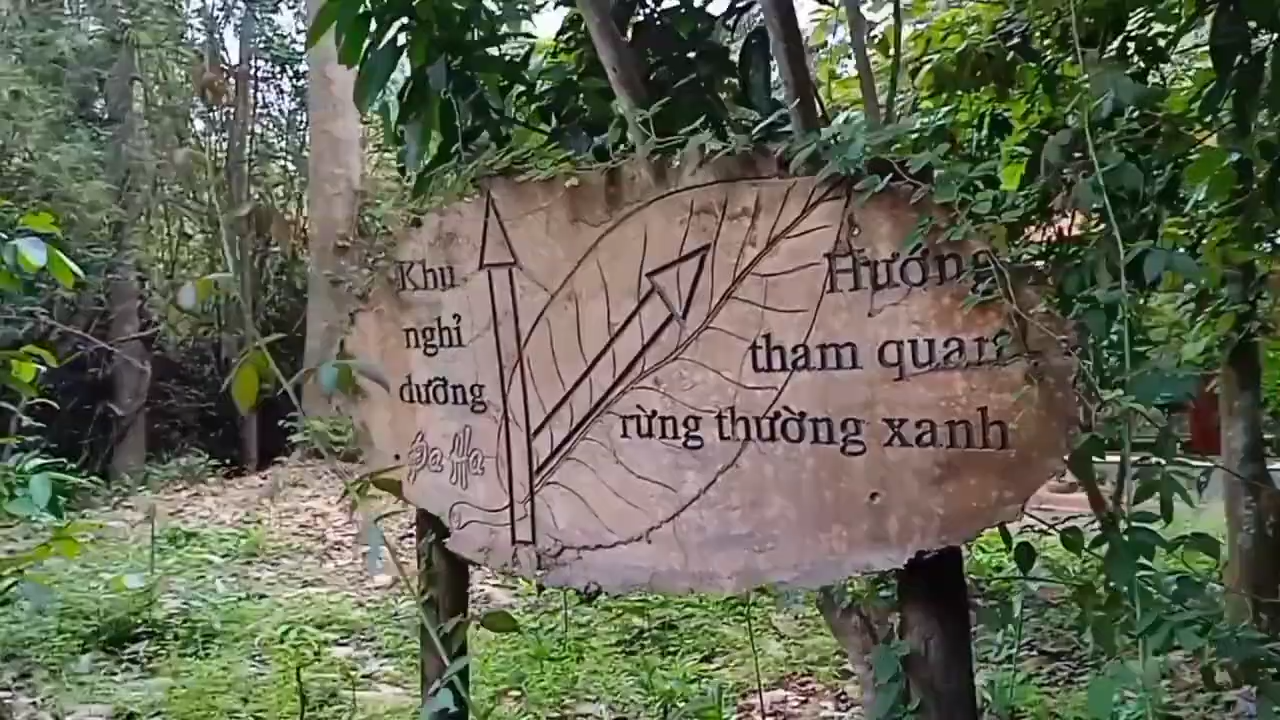 Khu
nghỉ
dưỡng
Hướng
tham quan
rừng thường xanh